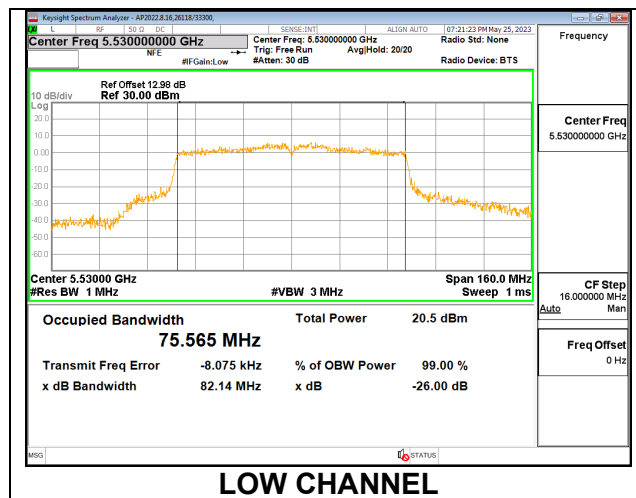 Keysight Spectrum Analyzer - AP2022.8.16,26118/33300,
L RF 50 Ω DC SENSE:INT ALIGN AUTO 07:21:23 PM May 25, 2023
Center Freq 5.530000000 GHz
NFE
#IFGain:Low
Center Freq: 5.530000000 GHz
Trig: Free Run Avg|Hold: 20/20
#Atten: 30 dB
Radio Std: None
Radio Device: BTS
Frequency
Ref Offset 12.98 dB
10 dB/div Ref 30.00 dBm
Log
20.0
10.0
0.00
-10.0
-20.0
-30.0
-40.0
-50.0
-60.0
Center 5.53000 GHz Span 160.0 MHz
#Res BW 1 MHz #VBW 3 MHz Sweep 1 ms
Occupied Bandwidth Total Power 20.5 dBm
75.565 MHz
Transmit Freq Error -8.075 kHz % of OBW Power 99.00 %
x dB Bandwidth 82.14 MHz x dB -26.00 dB
Center Freq
5.530000000 GHz
CF Step
16.000000 MHz
Auto Man
Freq Offset
0 Hz
MSG STATUS
LOW CHANNEL